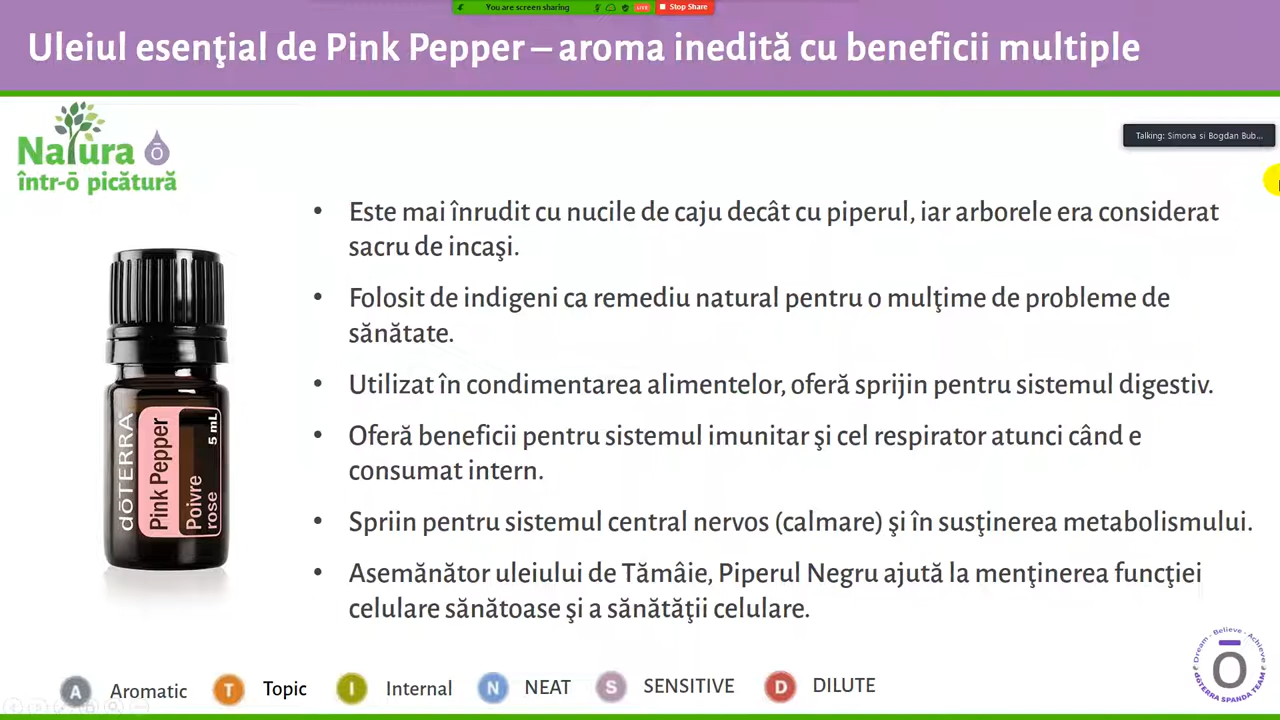 You are screen sharing
LIVE
Stop Share
Uleiul esenţial de Pink Pepper – aroma inedită cu beneficii multiple
Natura ō
într-ō picătură
Talking: Simona si Bogdan Bub...
• Este mai înrudit cu nucile de caju decât cu piperul, iar arborele era considerat
sacru de incaşi.
• Folosit de indigeni ca remediu natural pentru o mulţime de probleme de
sănătate.
• Utilizat în condimentarea alimentelor, oferă sprijin pentru sistemul digestiv.
• Oferă beneficii pentru sistemul imunitar şi cel respirator atunci când e
consumat intern.
• Spriin pentru sistemul central nervos (calmare) şi în susţinerea metabolismului.
• Asemănător uleiului de Tămâie, Piperul Negru ajută la menţinerea funcţiei
celulare sănătoase şi a sănătăţii celulare.
dōTERRA
Pink Pepper
Poivre
rose
5 mL
A Aromatic
T Topic
I Internal
N NEAT
S SENSITIVE
D DILUTE
Dream - Believe - Achieve
ō
dōTERRA SPANDA TEAM